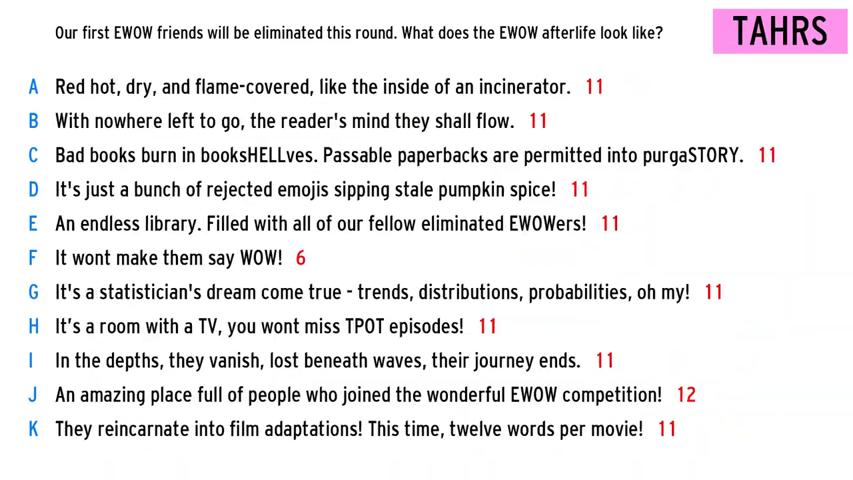 Our first EWOW friends will be eliminated this round. What does the EWOW afterlife look like?
TAHRS
A Red hot, dry, and flame-covered, like the inside of an incinerator. 11
B With nowhere left to go, the reader's mind they shall flow. 11
C Bad books burn in booksHELLves. Passable paperbacks are permitted into purgaSTORY. 11
D It's just a bunch of rejected emojis sipping stale pumpkin spice! 11
E An endless library. Filled with all of our fellow eliminated EWOWers! 11
F It wont make them say WOW! 6
G It's a statistician's dream come true - trends, distributions, probabilities, oh my! 11
H It’s a room with a TV, you wont miss TPOT episodes! 11
I In the depths, they vanish, lost beneath waves, their journey ends. 11
J An amazing place full of people who joined the wonderful EWOW competition! 12
K They reincarnate into film adaptations! This time, twelve words per movie! 11